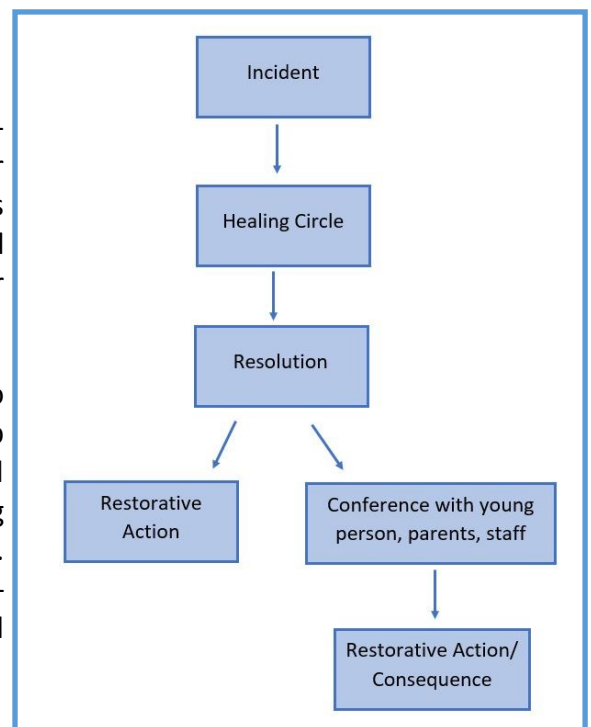 Incident
Healing Circle
Resolution
Restorative
Action
Conference with young
person, parents, staff
Restorative Action/
Consequence